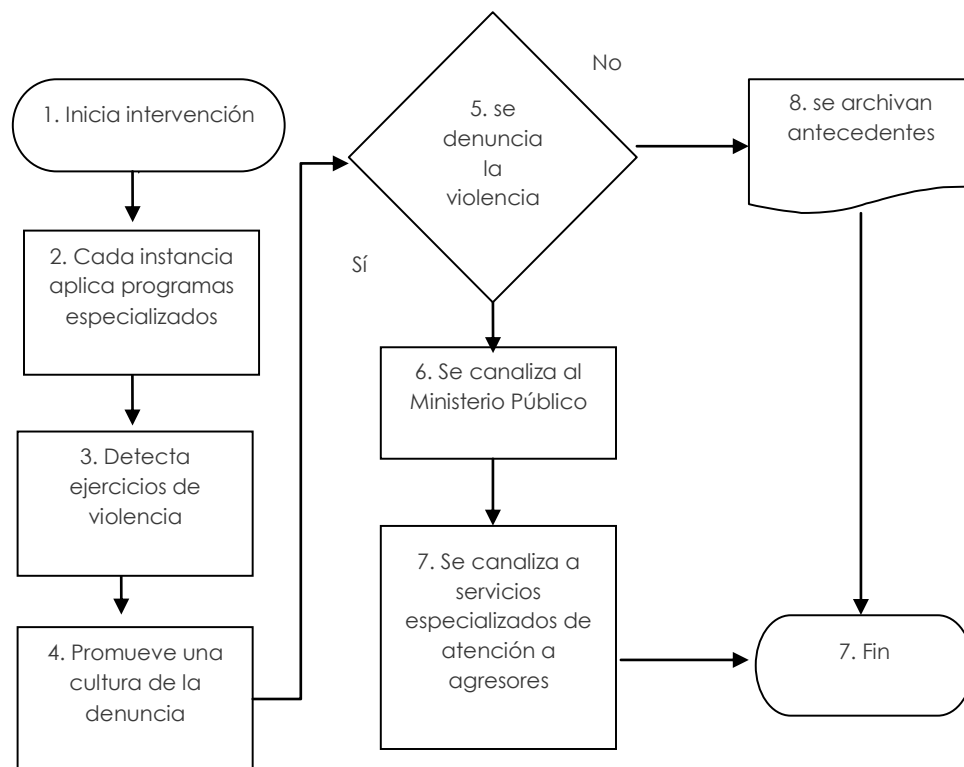 1. Inicia intervención
2. Cada instancia
aplica programas
especializados
3. Detecta
ejercicios de
violencia
4. Promueve una
cultura de la
denuncia
5. se
denuncia
la
violencia
No
Sí
6. Se canaliza al
Ministerio Público
7. Se canaliza a
servicios
especializados de
atención a
agresores
8. se archivan
antecedentes
7. Fin